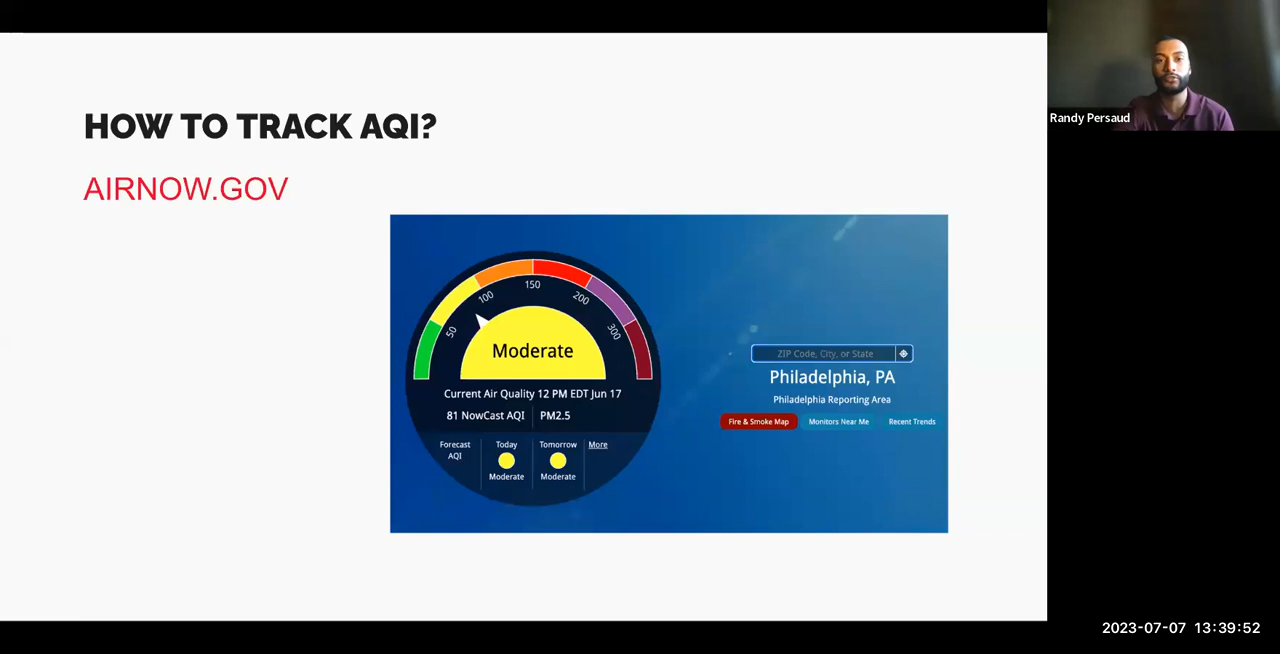 HOW TO TRACK AQI?
AIRNOW.GOV
Randy Persaud
50
100
150
200
300
Moderate
Current Air Quality 12 PM EDT Jun 17
81 NowCast AQI PM2.5
Forecast AQI
Today
Moderate
Tomorrow
Moderate
More
ZIP Code, City, or State
Philadelphia, PA
Philadelphia Reporting Area
Fire & Smoke Map Monitors Near Me Recent Trends
2023-07-07 13:39:52